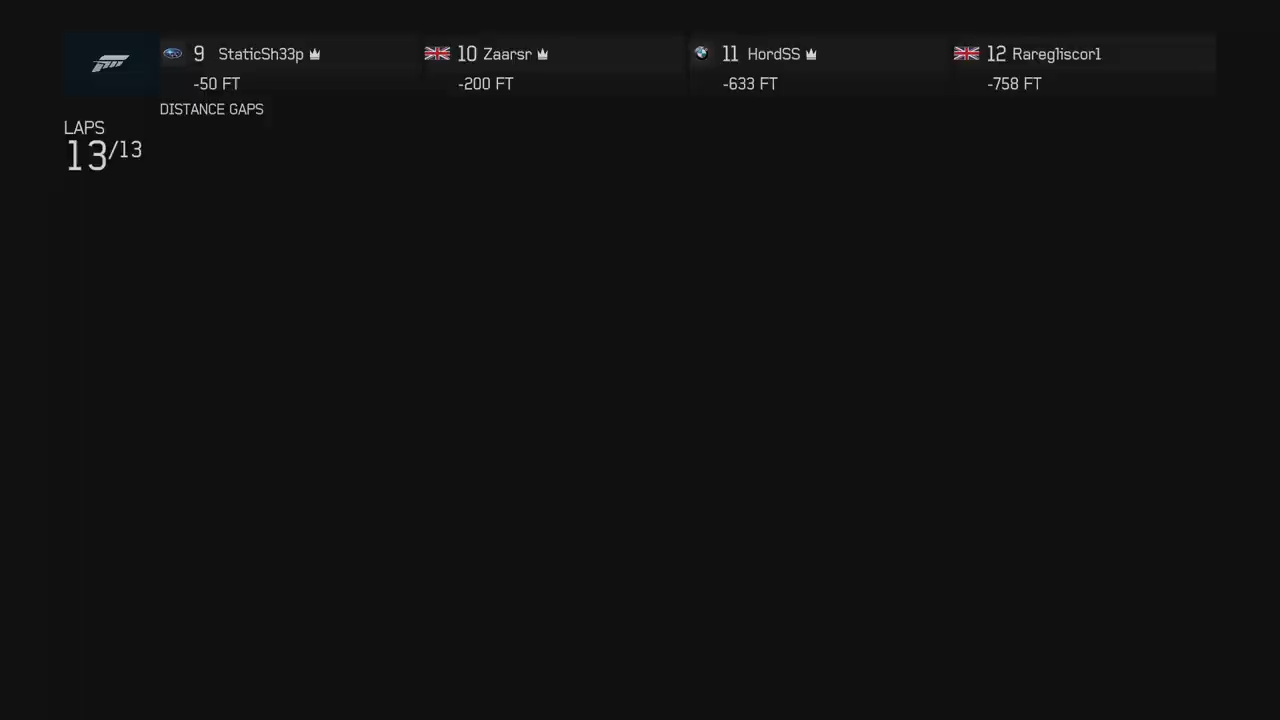 9 StaticSh33p
-50 FT
10 Zaarsr
-200 FT
11 HordSS
-633 FT
12 Raregliscorl
-758 FT
DISTANCE GAPS
LAPS
13/13